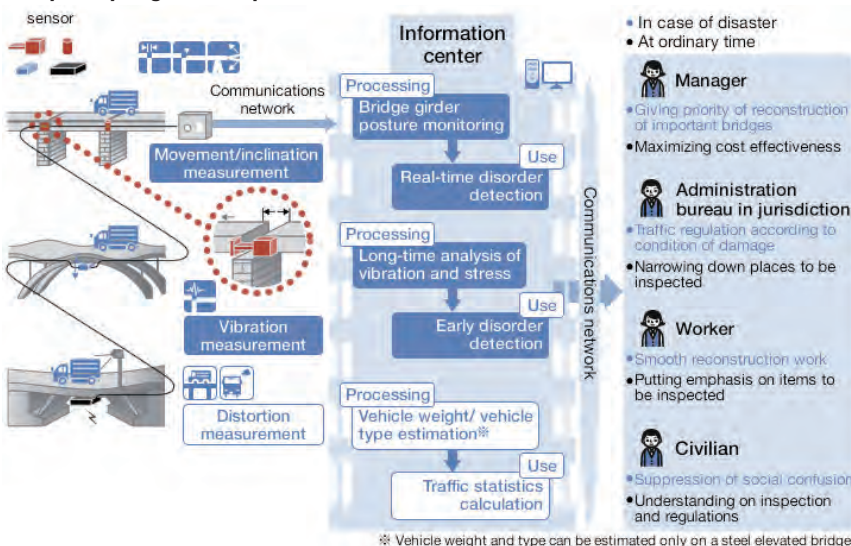 sensor
Communications
network
Movement/inclination
measurement
Vibration
measurement
Distortion
measurement
Information
center
Processing
Bridge girder
posture monitoring
Use
Real-time disorder
detection
Processing
Long-time analysis of
vibration and stress
Use
Early disorder
detection
Processing
Vehicle weight/ vehicle
type estimation※
Use
Traffic statistics
calculation
Communications network
● In case of disaster
● At ordinary time
Manager
●Giving priority of reconstruction
of important bridges
●Maximizing cost effectiveness
Administration
bureau in jurisdiction
●Traffic regulation according to
condition of damage
●Narrowing down places to be
inspected
Worker
●Smooth reconstruction work
●Putting emphasis on items to
be inspected
Civilian
●Suppression of social confusion
●Understanding on inspection
and regulations
※ Vehicle weight and type can be estimated only on a steel elevated bridge